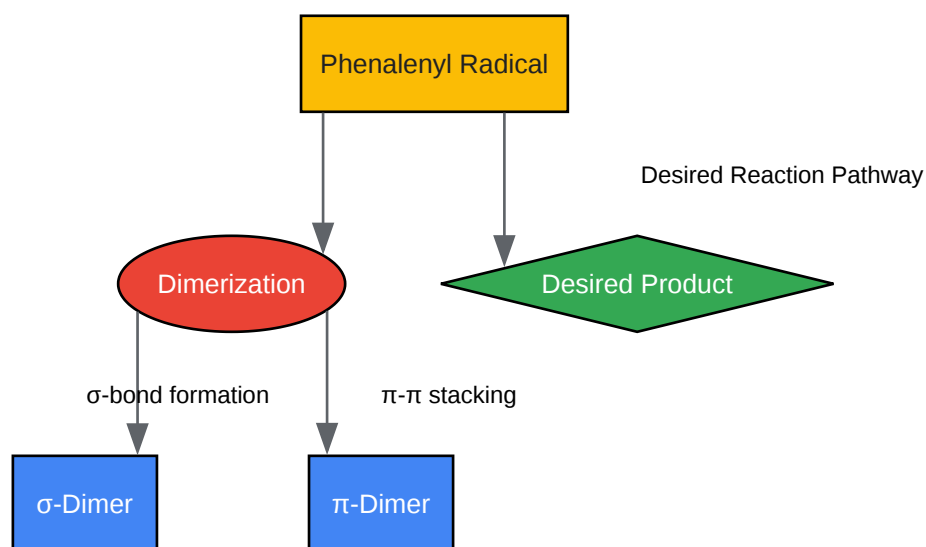 Phenalenyl Radical
Desired Reaction Pathway
Dimerization
Desired Product
σ-bond formation
π-π stacking
σ-Dimer
π-Dimer